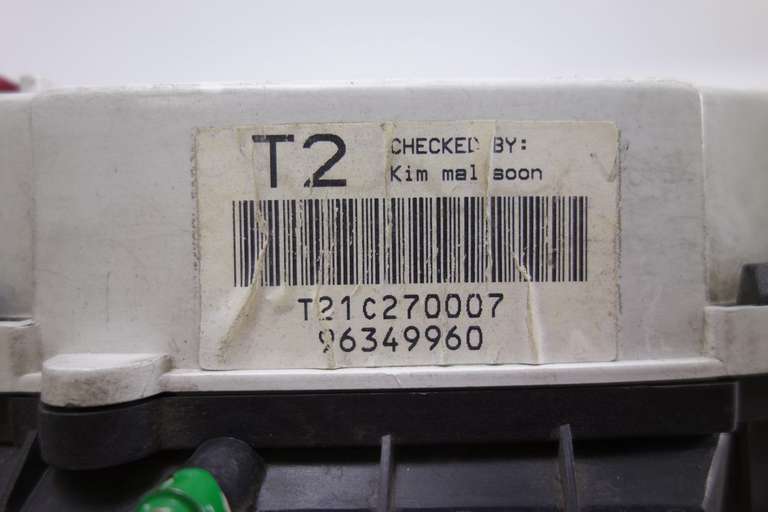 T2
CHECKED BY:
Kim mal soon
T21C270007
96349960